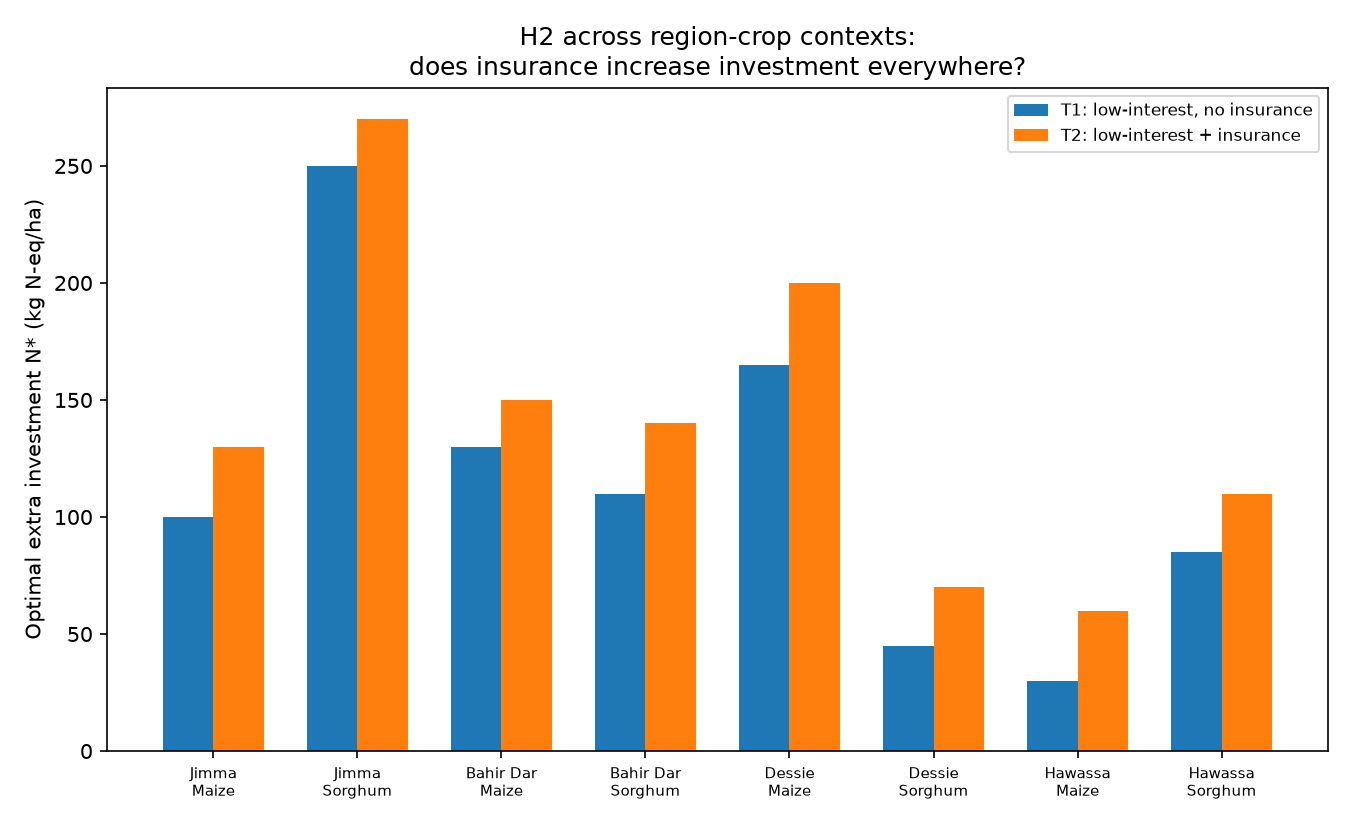 H2 across region-crop contexts:
does insurance increase investment everywhere?
T1: low-interest, no insurance
T2: low-interest + insurance
Optimal extra investment N* (kg N-eq/ha)
250
200
150
100
50
0
Jimma
Maize
Jimma
Sorghum
Bahir Dar
Maize
Bahir Dar
Sorghum
Dessie
Maize
Dessie
Sorghum
Hawassa
Maize
Hawassa
Sorghum